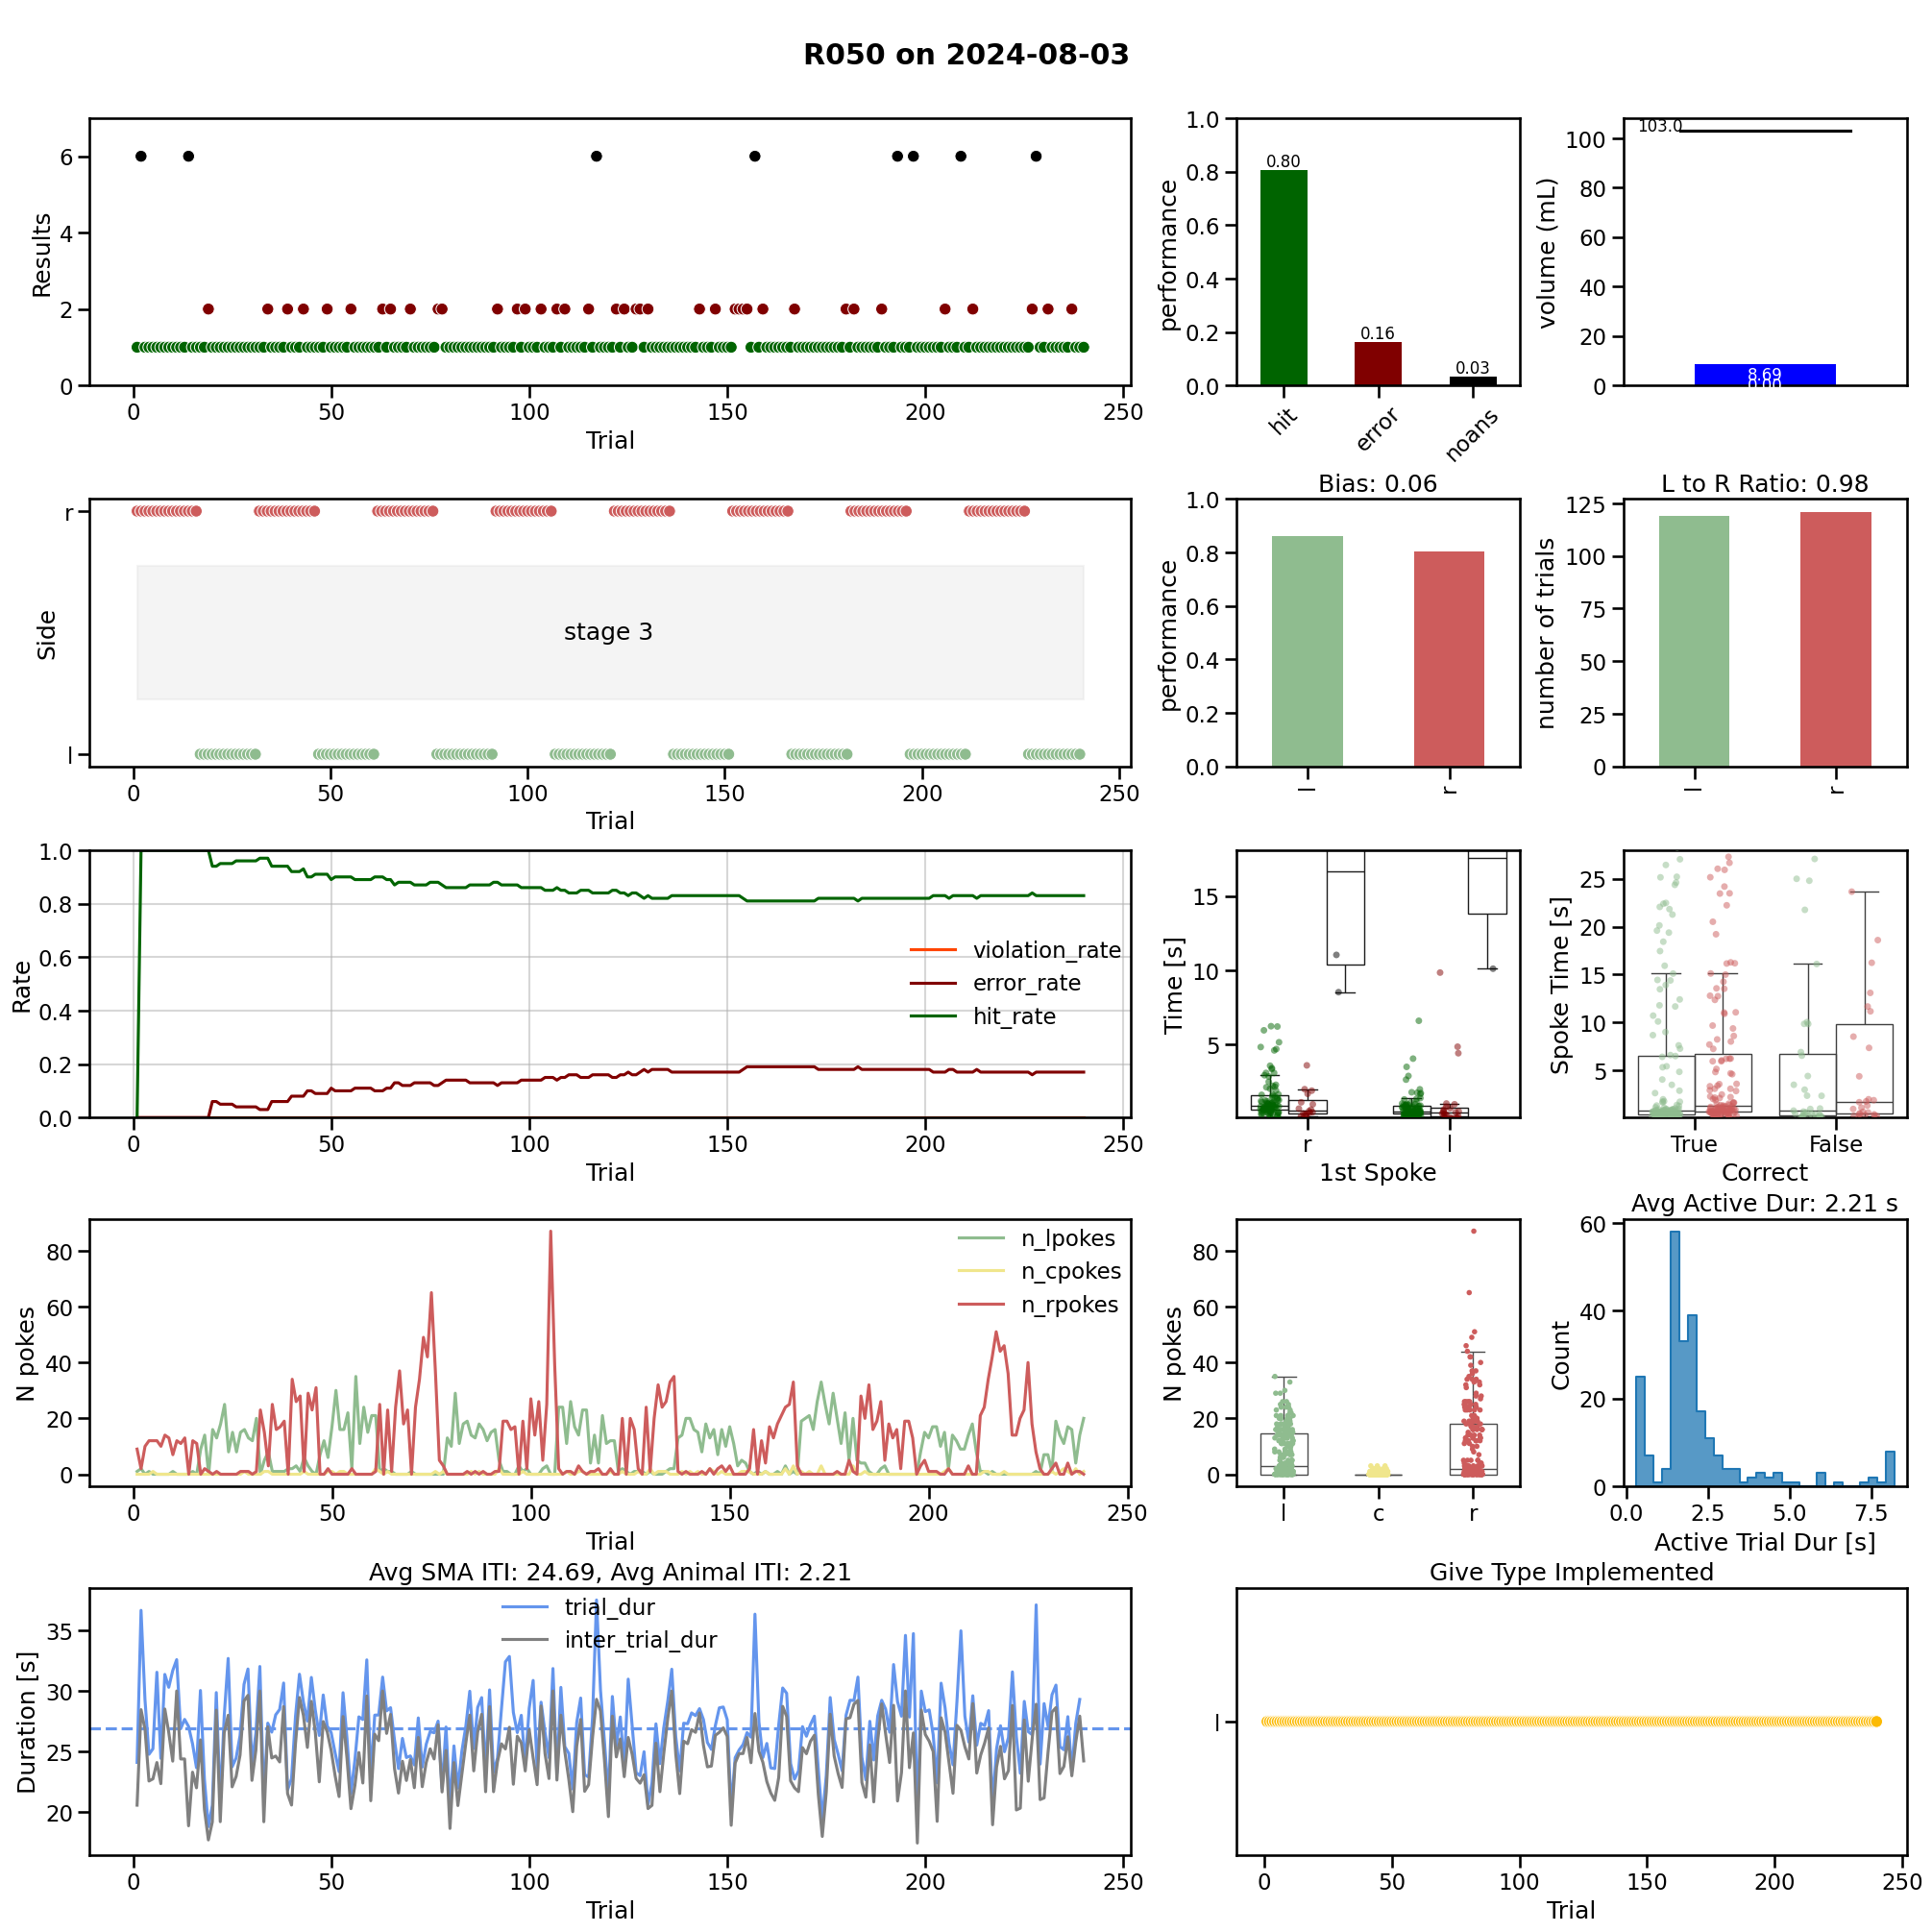 R050 on 2024-08-03
Results
0
2
4
6
0
50
100
150
200
250
Trial
performance
0.0
0.2
0.4
0.6
0.8
1.0
0.80
0.16
0.03
hit
error
noans
volume (mL)
0
20
40
60
80
100
103.0
8.69
0.00
Side
r
l
stage 3
0
50
100
150
200
250
Trial
Bias: 0.06
performance
0.0
0.2
0.4
0.6
0.8
1.0
l
r
L to R Ratio: 0.98
number of trials
0
25
50
75
100
125
l
r
Rate
0.0
0.2
0.4
0.6
0.8
1.0
violation_rate
error_rate
hit_rate
0
50
100
150
200
250
Trial
Time [s]
5
10
15
r
l
1st Spoke
Spoke Time [s]
5
10
15
20
25
True
False
Correct
N pokes
0
20
40
60
80
n_lpokes
n_cpokes
n_rpokes
0
50
100
150
200
250
Trial
N pokes
0
20
40
60
80
l
c
r
Avg Active Dur: 2.21 s
Count
0
20
40
60
0.0
2.5
5.0
7.5
Active Trial Dur [s]
Avg SMA ITI: 24.69, Avg Animal ITI: 2.21
Duration [s]
20
25
30
35
trial_dur
inter_trial_dur
0
50
100
150
200
250
Trial
Give Type Implemented
l
0
50
100
150
200
250
Trial